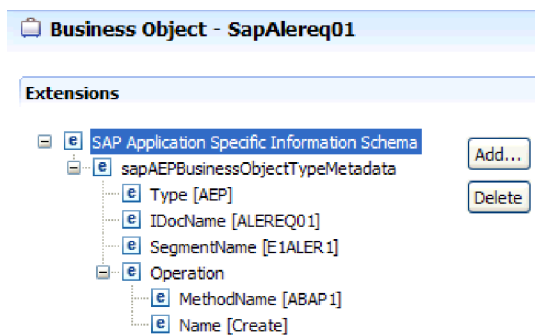 Business Object - SapAlereq01
Extensions
SAP Application Specific Information Schema
Add...
sapAEPBusinessObjectTypeMetadata
Type [AEP]
Delete
IDocName [ALEREQ01]
SegmentName [E1ALER1]
Operation
MethodName [ABAP1]
Name [Create]